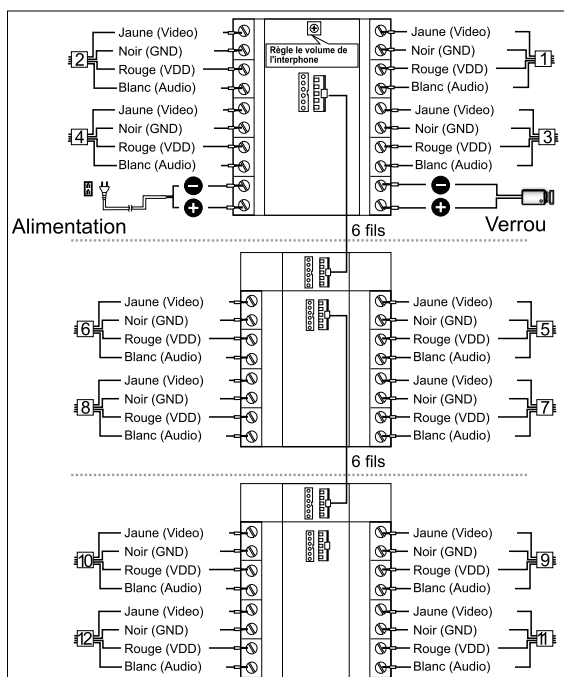 Règle le volume de
l'interphone
2
Jaune (Video)
Noir (GND)
Rouge (VDD)
Blanc (Audio)
1
Jaune (Video)
Noir (GND)
Rouge (VDD)
Blanc (Audio)
4
Jaune (Video)
Noir (GND)
Rouge (VDD)
Blanc (Audio)
3
Jaune (Video)
Noir (GND)
Rouge (VDD)
Blanc (Audio)
Alimentation
Verrou
6 fils
6
Jaune (Video)
Noir (GND)
Rouge (VDD)
Blanc (Audio)
5
Jaune (Video)
Noir (GND)
Rouge (VDD)
Blanc (Audio)
8
Jaune (Video)
Noir (GND)
Rouge (VDD)
Blanc (Audio)
7
Jaune (Video)
Noir (GND)
Rouge (VDD)
Blanc (Audio)
6 fils
10
Jaune (Video)
Noir (GND)
Rouge (VDD)
Blanc (Audio)
9
Jaune (Video)
Noir (GND)
Rouge (VDD)
Blanc (Audio)
12
Jaune (Video)
Noir (GND)
Rouge (VDD)
Blanc (Audio)
11
Jaune (Video)
Noir (GND)
Rouge (VDD)
Blanc (Audio)